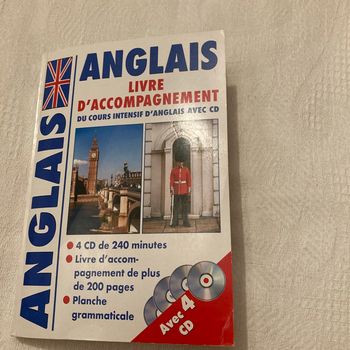 ANGLAIS
ANGLAIS
LIVRE
D'ACCOMPAGNEMENT
DU COURS INTENSIF D'ANGLAIS AVEC CD
• 4 CD de 240 minutes
• Livre d'accom-
pagnement de plus
de 200 pages
• Planche
grammaticale
Avec 4
CD